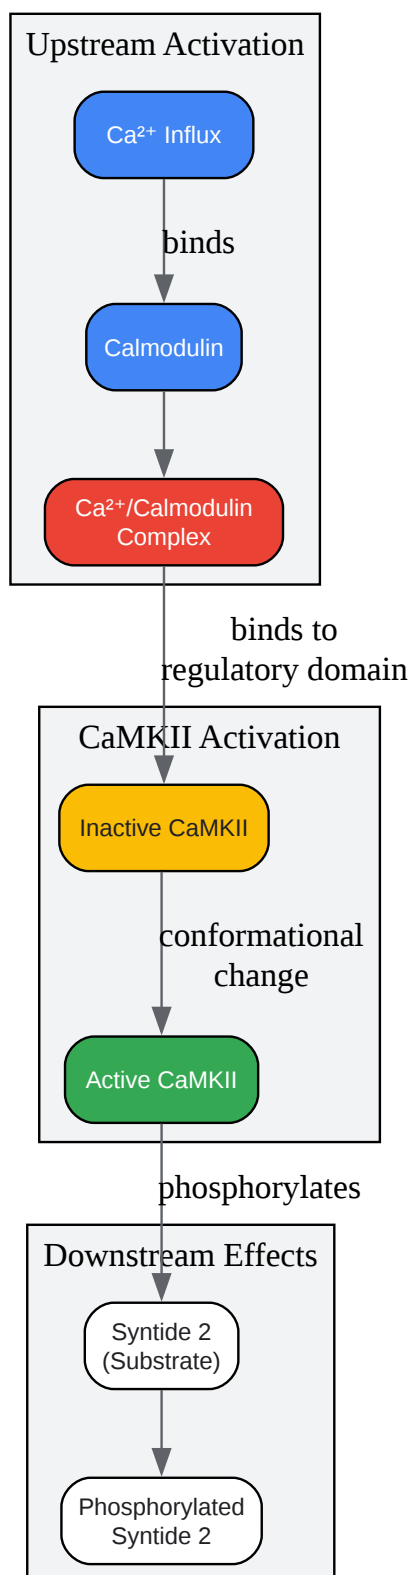 Upstream Activation
Ca²⁺ Influx
binds
Calmodulin
Ca²⁺/Calmodulin
Complex
binds to
regulatory domain
CaMKII Activation
Inactive CaMKII
conformational
change
Active CaMKII
phosphorylates
Downstream Effects
Syntide 2
(Substrate)
Phosphorylated
Syntide 2